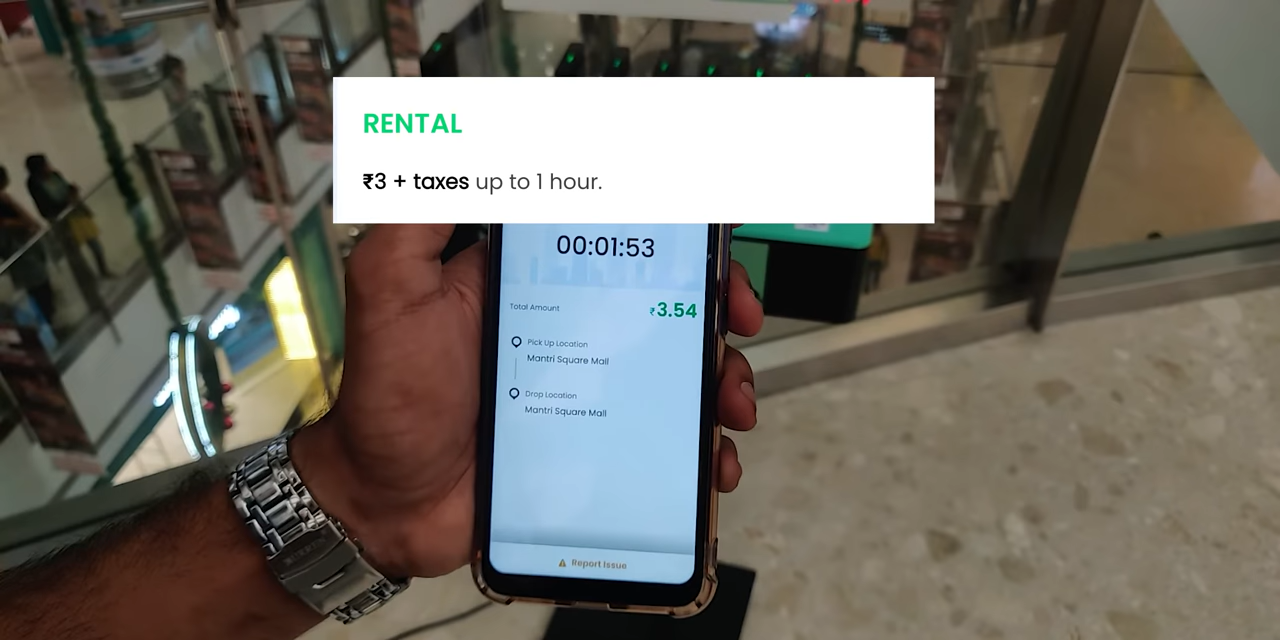 RENTAL
₹3 + taxes up to 1 hour.
00:01:53
Total Amount
₹3.54
Pick Up Location
Mantri Square Mall
Drop Location
Mantri Square Mall
Report Issue